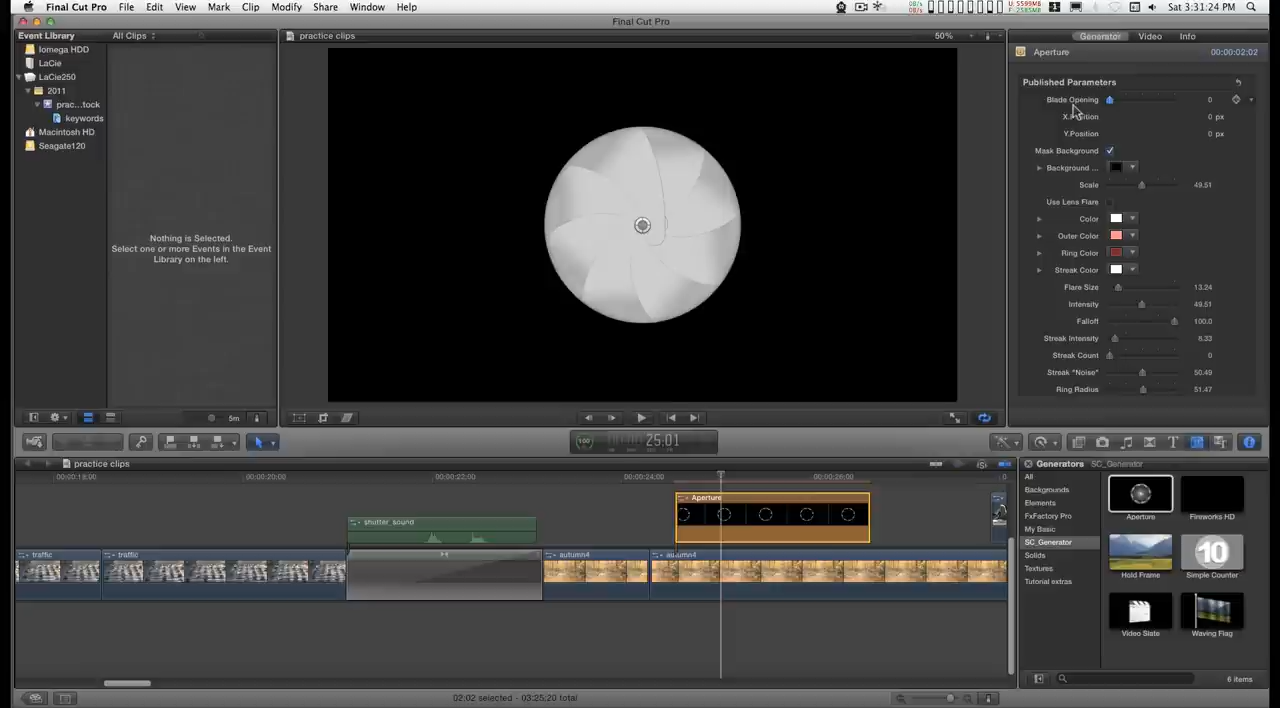 Final Cut Pro File Edit View Mark Clip Modify Share Window Help Sat 3:31:24 PM
Final Cut Pro
Event Library All Clips practice clips 50% Generator Video Info
Iomega HDD
LaCie
LaCie250
2011
prac...tock
keywords
Macintosh HD
Seagate120
Nothing is Selected.
Select one or more Events in the Event
Library on the left.
5m
Aperture 00:00:02;02
Published Parameters
Blade Opening 0
X.Position 0 px
Y.Position 0 px
Mask Background
Background ...
Scale 49.51
Use Lens Flare
Color
Outer Color
Ring Color
Streak Color
Flare Size 13.24
Intensity 49.51
Falloff 100.0
Streak Intensity 8.33
Streak Count 0
Streak "Noise" 50.49
Ring Radius 51.47
100 25:01
practice clips
00:00:18;00 00:00:20;00 00:00:22;00 00:00:24;00 00:00:26;00
Aperture
shutter_sound
traffic traffic autumn4 autumn4
Generators SC_Generator
All
Backgrounds
Elements
FxFactory Pro
My Basic
SC_Generator
Solids
Textures
Tutorial extras
Aperture Fireworks HD
10
Hold Frame Simple Counter
Video Slate Waving Flag
02:02 selected - 03:25:20 total
6 items